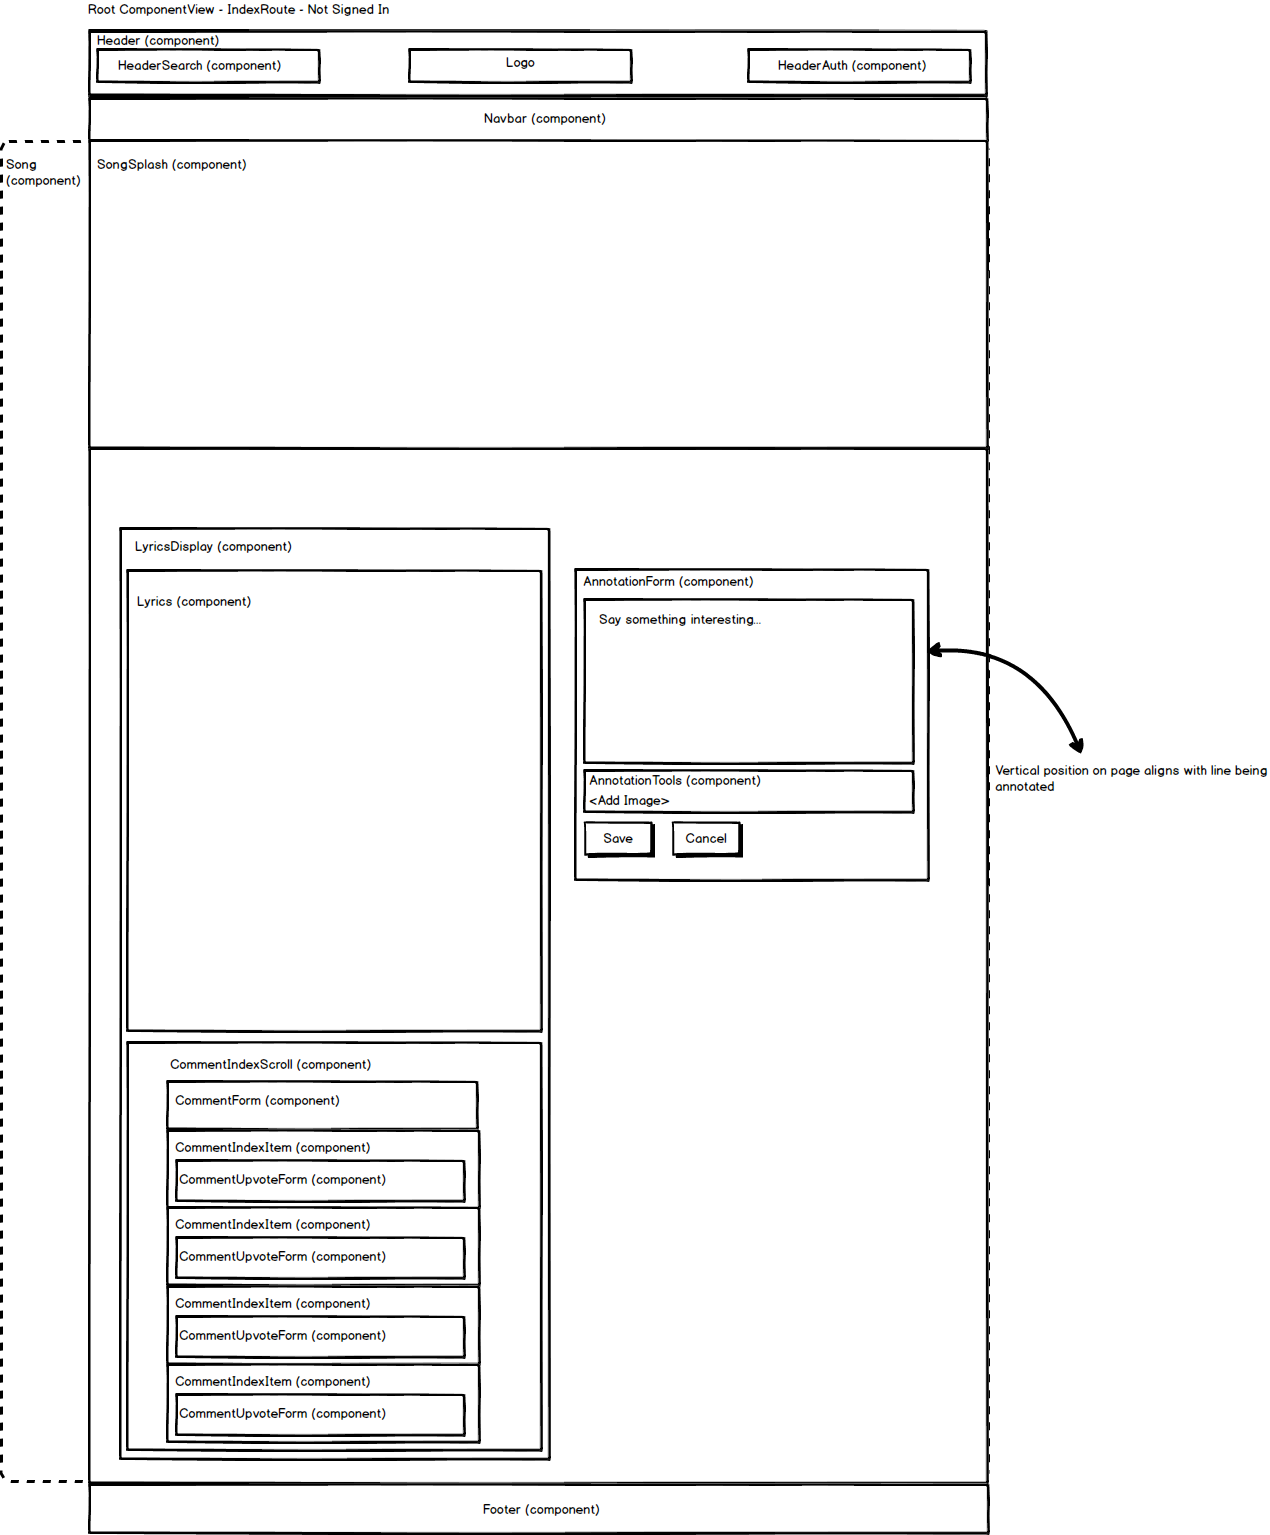 Root ComponentView - IndexRoute - Not Signed In
Header (component)
HeaderSearch (component)
Logo
HeaderAuth (component)
Navbar (component)
Song
(component)
SongSplash (component)
LyricsDisplay (component)
Lyrics (component)
AnnotationForm (component)
Say something interesting...
AnnotationTools (component)
<Add Image>
Save
Cancel
Vertical position on page aligns with line being
annotated
CommentIndexScroll (component)
CommentForm (component)
CommentIndexItem (component)
CommentUpvoteForm (component)
CommentIndexItem (component)
CommentUpvoteForm (component)
CommentIndexItem (component)
CommentUpvoteForm (component)
CommentIndexItem (component)
CommentUpvoteForm (component)
Footer (component)